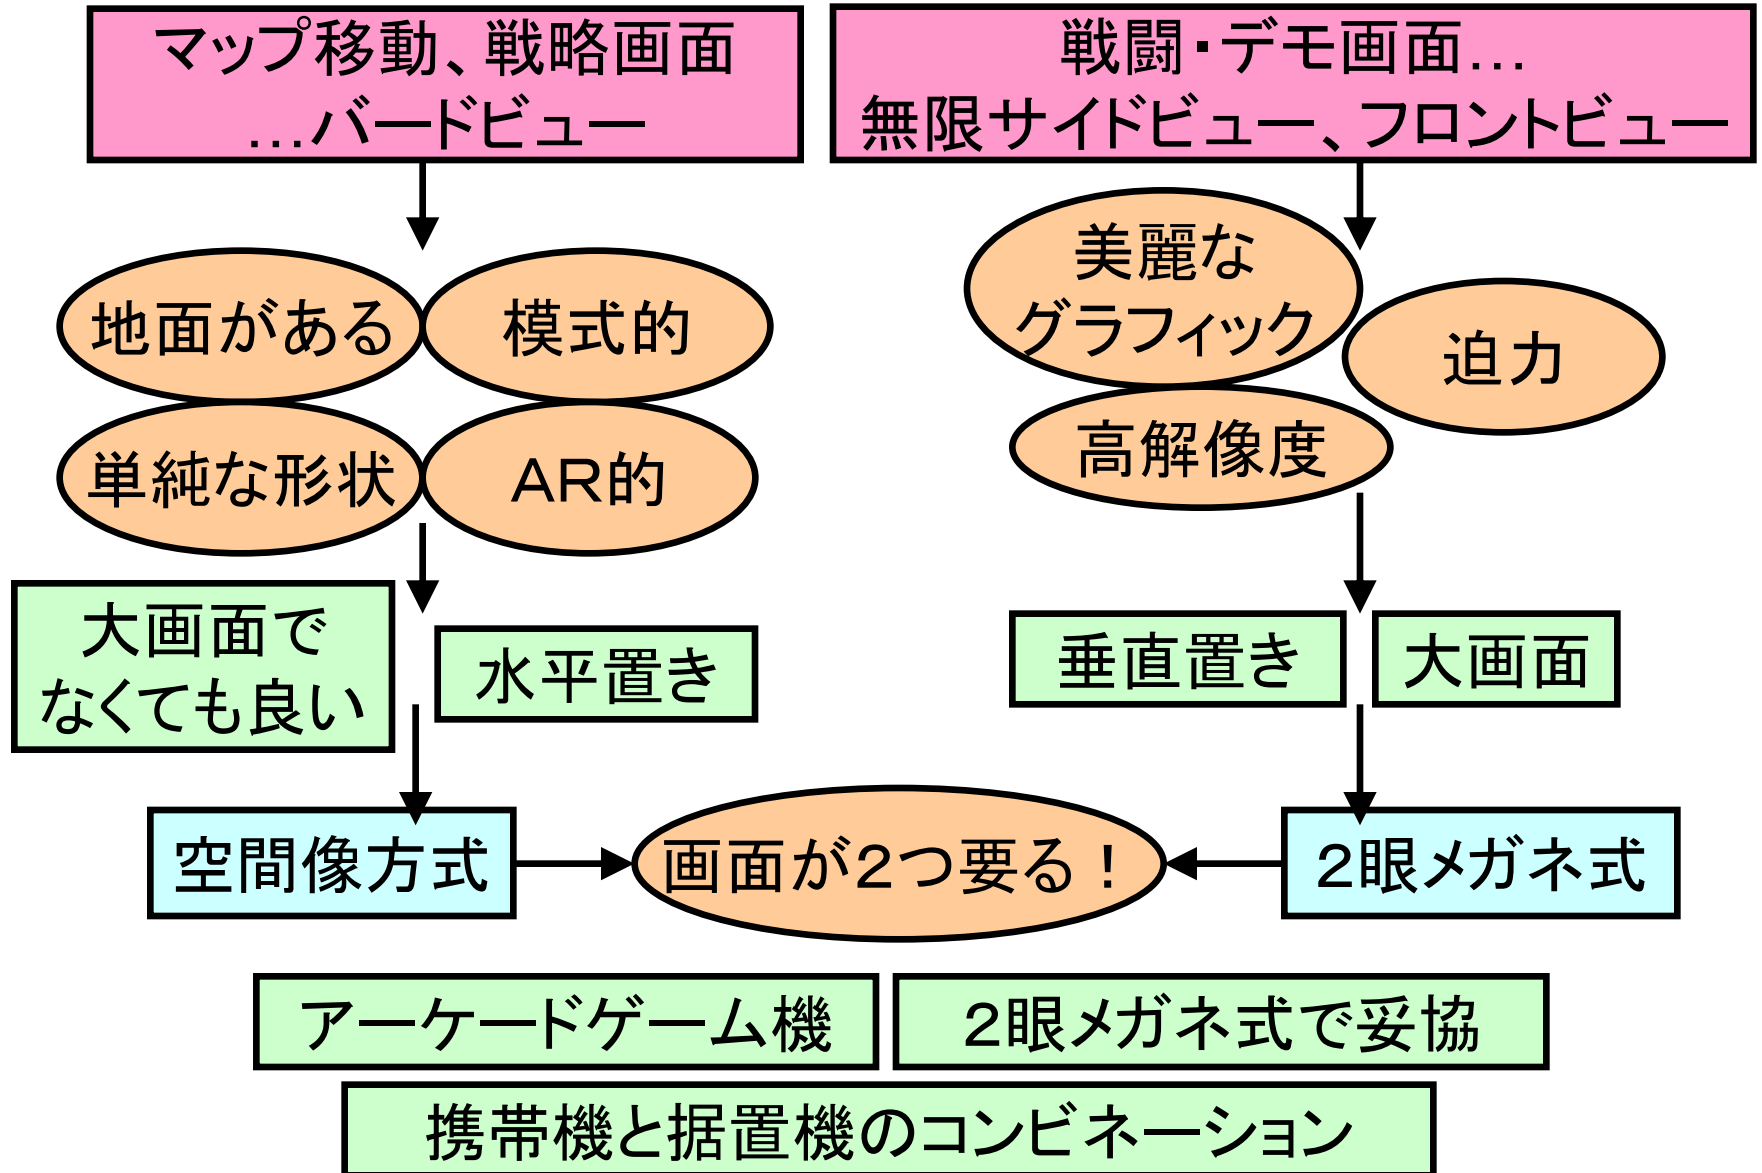 マップ移動、戦略画面
…バードビュー
戦闘・デモ画面…
無限サイドビュー、フロントビュー
地面がある
模式的
単純な形状
AR的
美麗な
グラフィック
迫力
高解像度
大画面で
なくても良い
水平置き
垂直置き
大画面
空間像方式
画面が２つ要る！
２眼メガネ式
アーケードゲーム機
２眼メガネ式で妥協
携帯機と据置機のコンビネーション